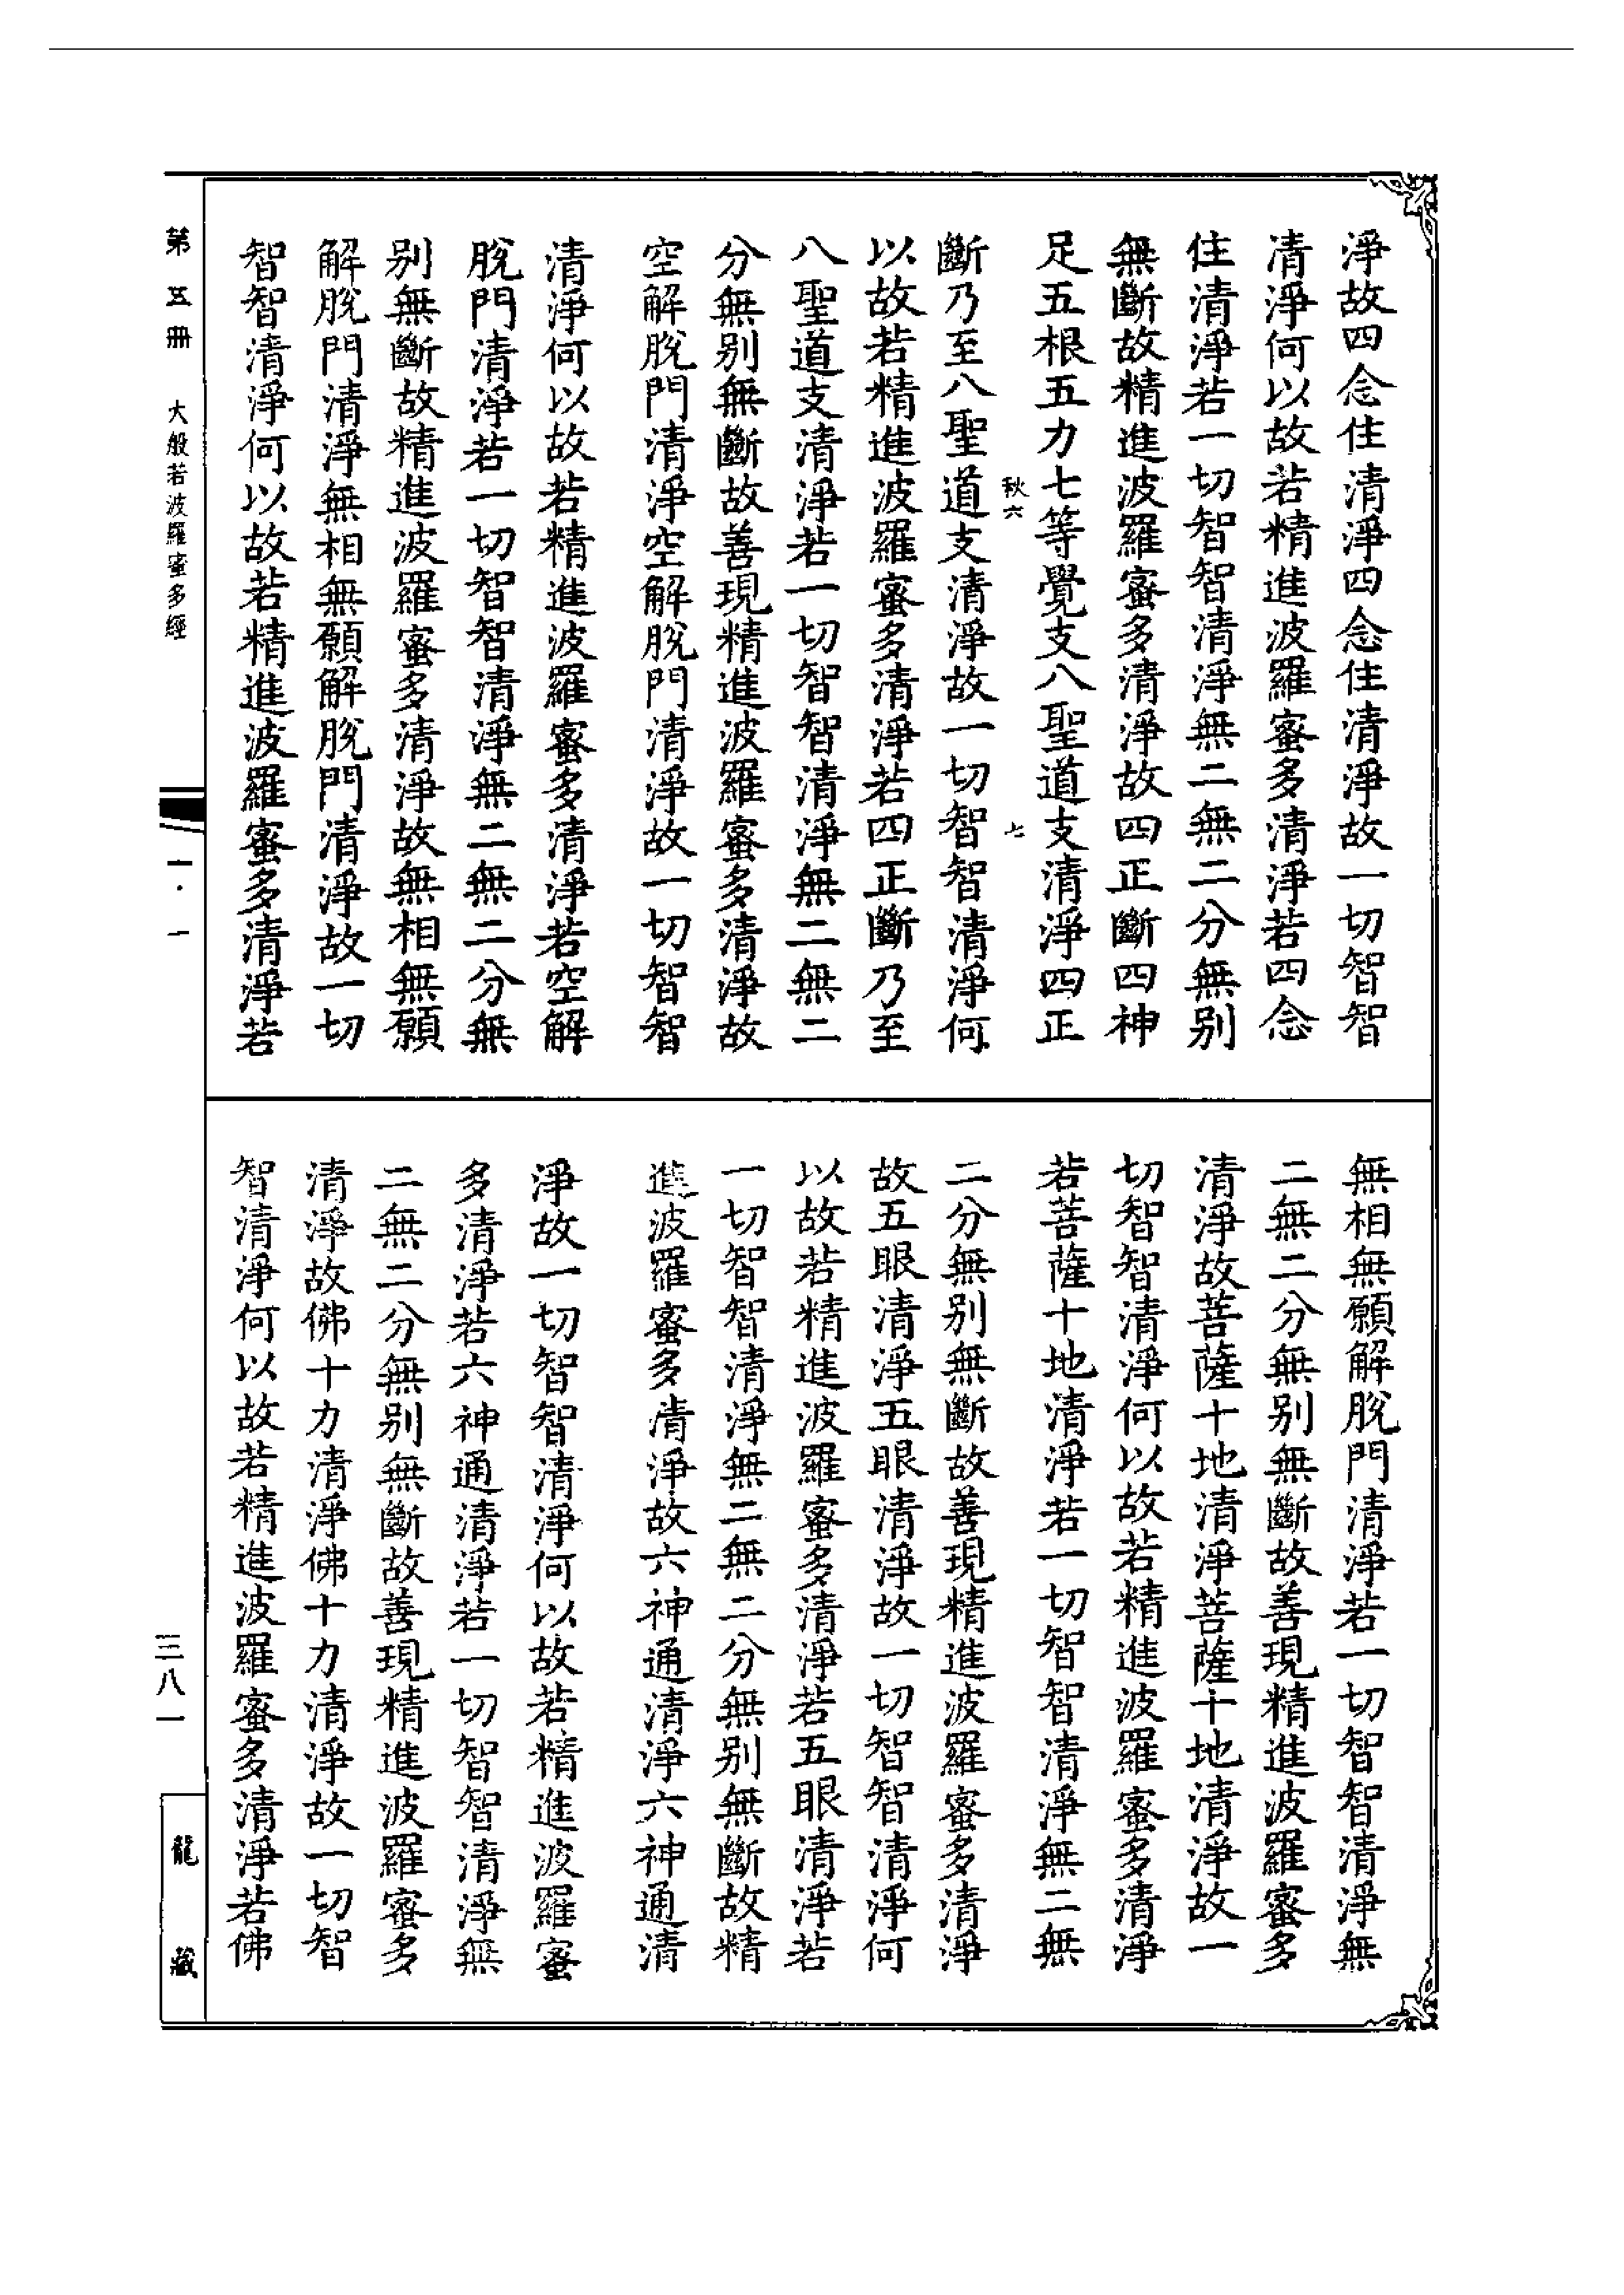 淨故四念住清淨四念住清淨故一切智智
清淨何以故若精進波羅蜜多清淨若四念
住清淨若一切智智清淨無二無二分無别
無斷故精進波羅蜜多清淨故四正斷四神
足五根五力七等覺支八聖道支清淨四正
秋六 七
斷乃至八聖道支清淨故一切智智清淨何
以故若精進波羅蜜多清淨若四正斷乃至
八聖道支清淨若一切智智清淨無二無二
分無别無斷故善現精進波羅蜜多清淨故
空解脫門清淨空解脫門清淨故一切智智
清淨何以故若精進波羅蜜多清淨若空解
脫門清淨若一切智智清淨無二無二分無
别無斷故精進波羅蜜多清淨故無相無願
解脫門清淨無相無願解脫門清淨故一切
智智清淨何以故若精進波羅蜜多清淨若
無相無願解脫門清淨若一切智智清淨無
二無二分無别無斷故善現精進波羅蜜多
清淨故菩薩十地清淨菩薩十地清淨故一
切智智清淨何以故若精進波羅蜜多清淨
若菩薩十地清淨若一切智智清淨無二無
二分無别無斷故善現精進波羅蜜多清淨
故五眼清淨五眼清淨故一切智智清淨何
以故若精進波羅蜜多清淨若五眼清淨若
一切智智清淨無二無二分無别無斷故精
進波羅蜜多清淨故六神通清淨六神通清
淨故一切智智清淨何以故若精進波羅蜜
多清淨若六神通清淨若一切智智清淨無
二無二分無别無斷故善現精進波羅蜜多
清淨故佛十力清淨佛十力清淨故一切智
智清淨何以故若精進波羅蜜多清淨若佛
第五冊 大般若波羅蜜多經 一·一 三八一 龍藏